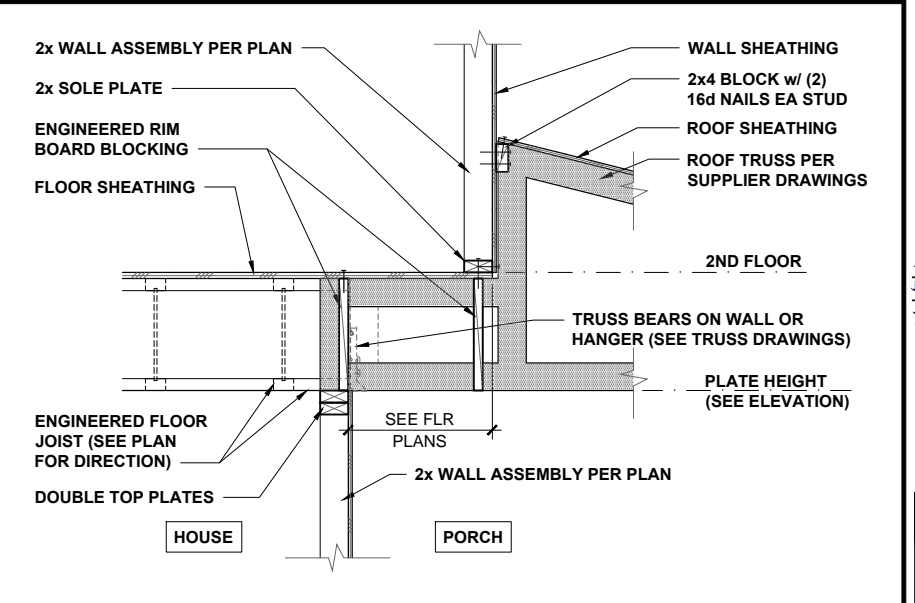 2x WALL ASSEMBLY PER PLAN
2x SOLE PLATE
ENGINEERED RIM
BOARD BLOCKING
FLOOR SHEATHING
WALL SHEATHING
2x4 BLOCK w/ (2)
16d NAILS EA STUD
ROOF SHEATHING
ROOF TRUSS PER
SUPPLIER DRAWINGS
2ND FLOOR
TRUSS BEARS ON WALL OR
HANGER (SEE TRUSS DRAWINGS)
PLATE HEIGHT
(SEE ELEVATION)
ENGINEERED FLOOR
JOIST (SEE PLAN
FOR DIRECTION)
DOUBLE TOP PLATES
SEE FLR
PLANS
2x WALL ASSEMBLY PER PLAN
HOUSE
PORCH